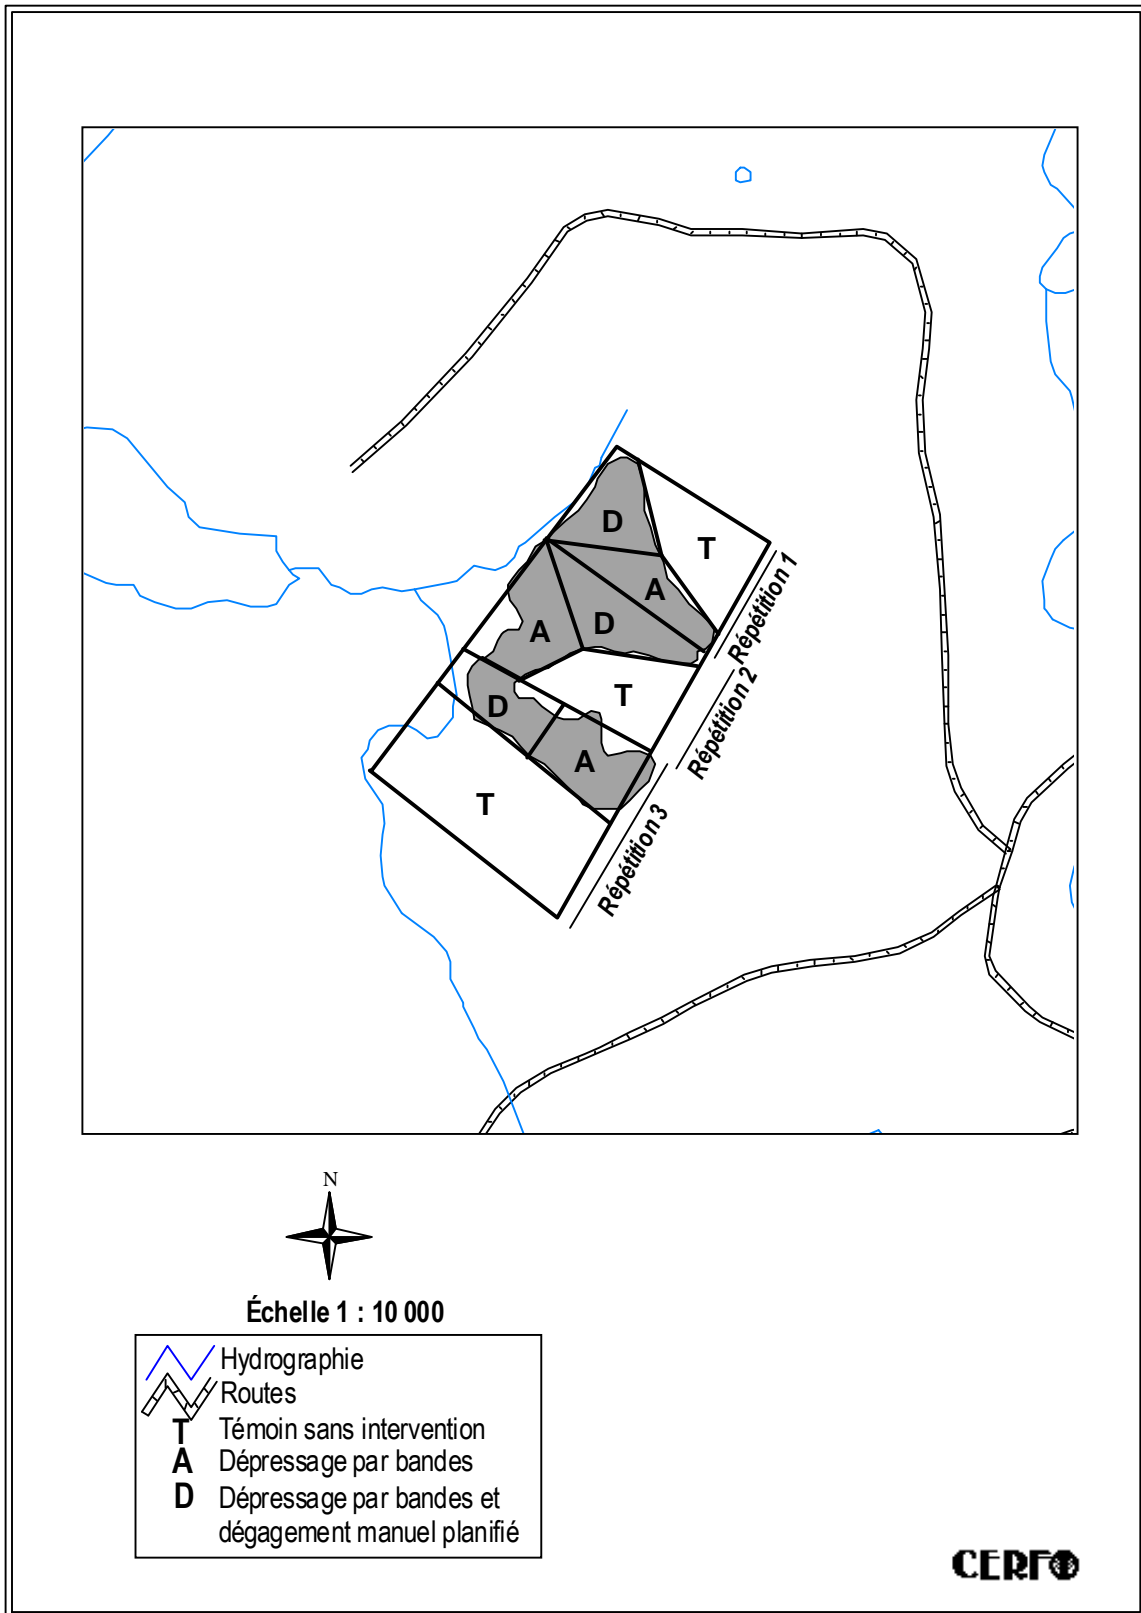 D
T
A
D
A
T
D
A
T
Répétition 1
Répétition 2
Répétition 3
N
Échelle 1 : 10 000
Hydrographie
Routes
T Témoin sans intervention
A Dépressage par bandes
D Dépressage par bandes et
dégagement manuel planifié
CERFO